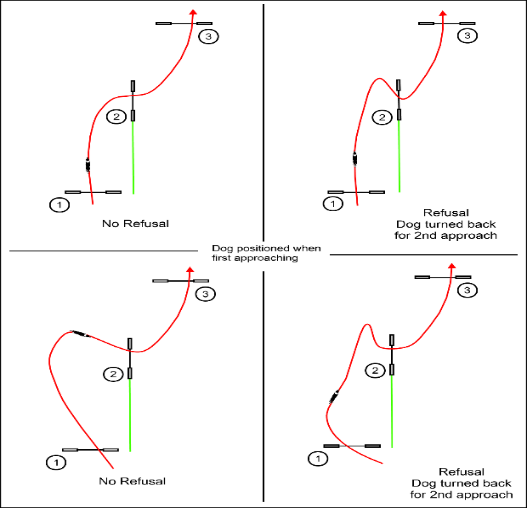 3
2
1
No Refusal
3
2
1
Refusal
Dog turned back
for 2nd approach
Dog positioned when
first approaching
3
2
1
No Refusal
3
2
1
Refusal
Dog turned back
for 2nd approach